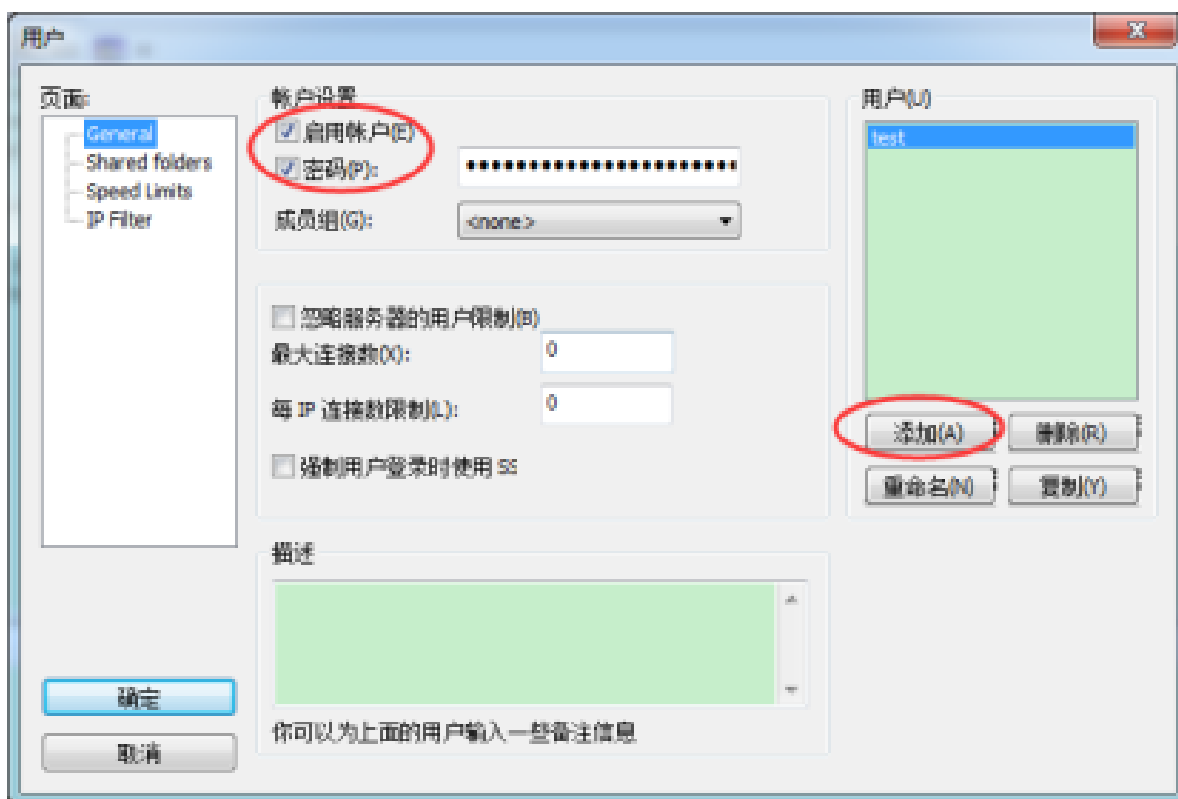 用户
页面:
General
Shared folders
Speed Limits
IP Filter
确定
取消
帐户设置
启用帐户(E)
密码(P):
成员组(G):
<none>
忽略服务器的用户限制(B)
最大连接数(X):
0
每 IP 连接数限制(L):
0
强制用户登录时使用 SS
描述
你可以为上面的用户输入一些备注信息
用户(U)
test
添加(A)
删除(R)
重命名(N)
复制(Y)